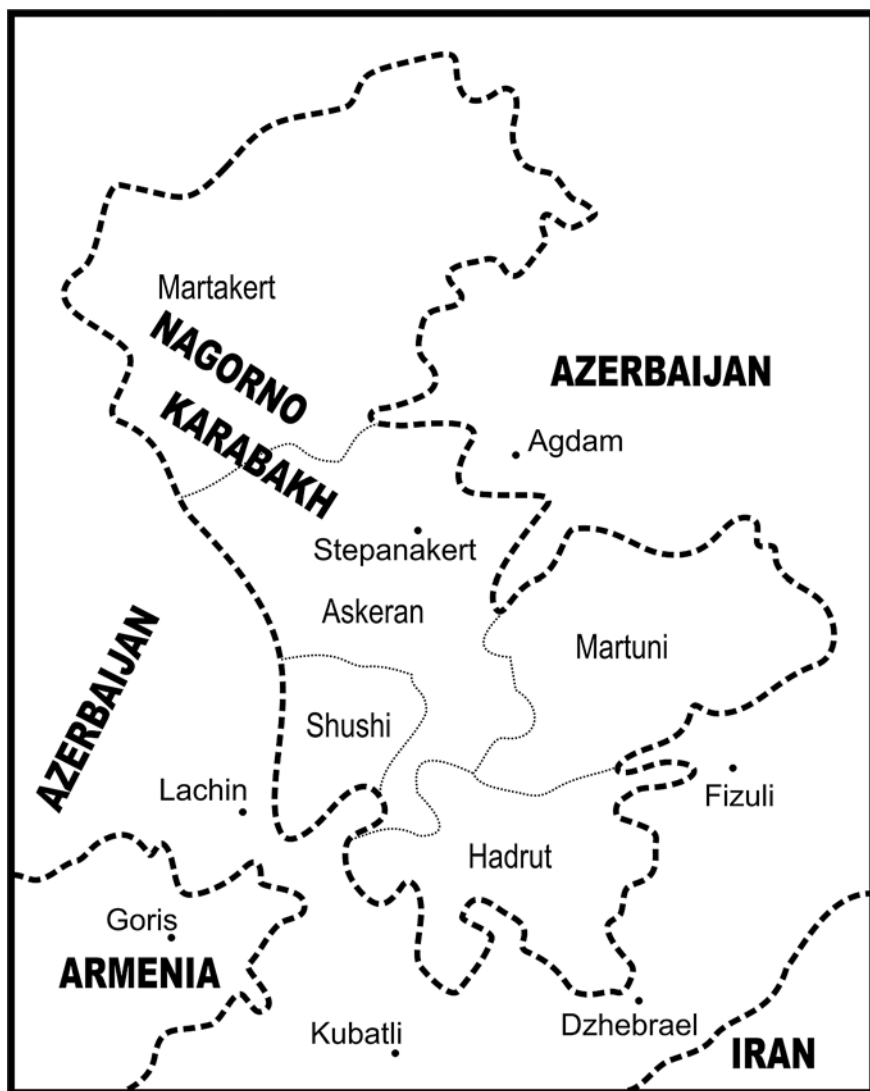 Martakert
NAGORNO
KARABAKH
AZERBAIJAN
Agdam
Stepanakert
Askeran
Martuni
AZERBAIJAN
Shushi
Lachin
Fizuli
Hadrut
Goris
ARMENIA
Kubatli
Dzhebrael
IRAN